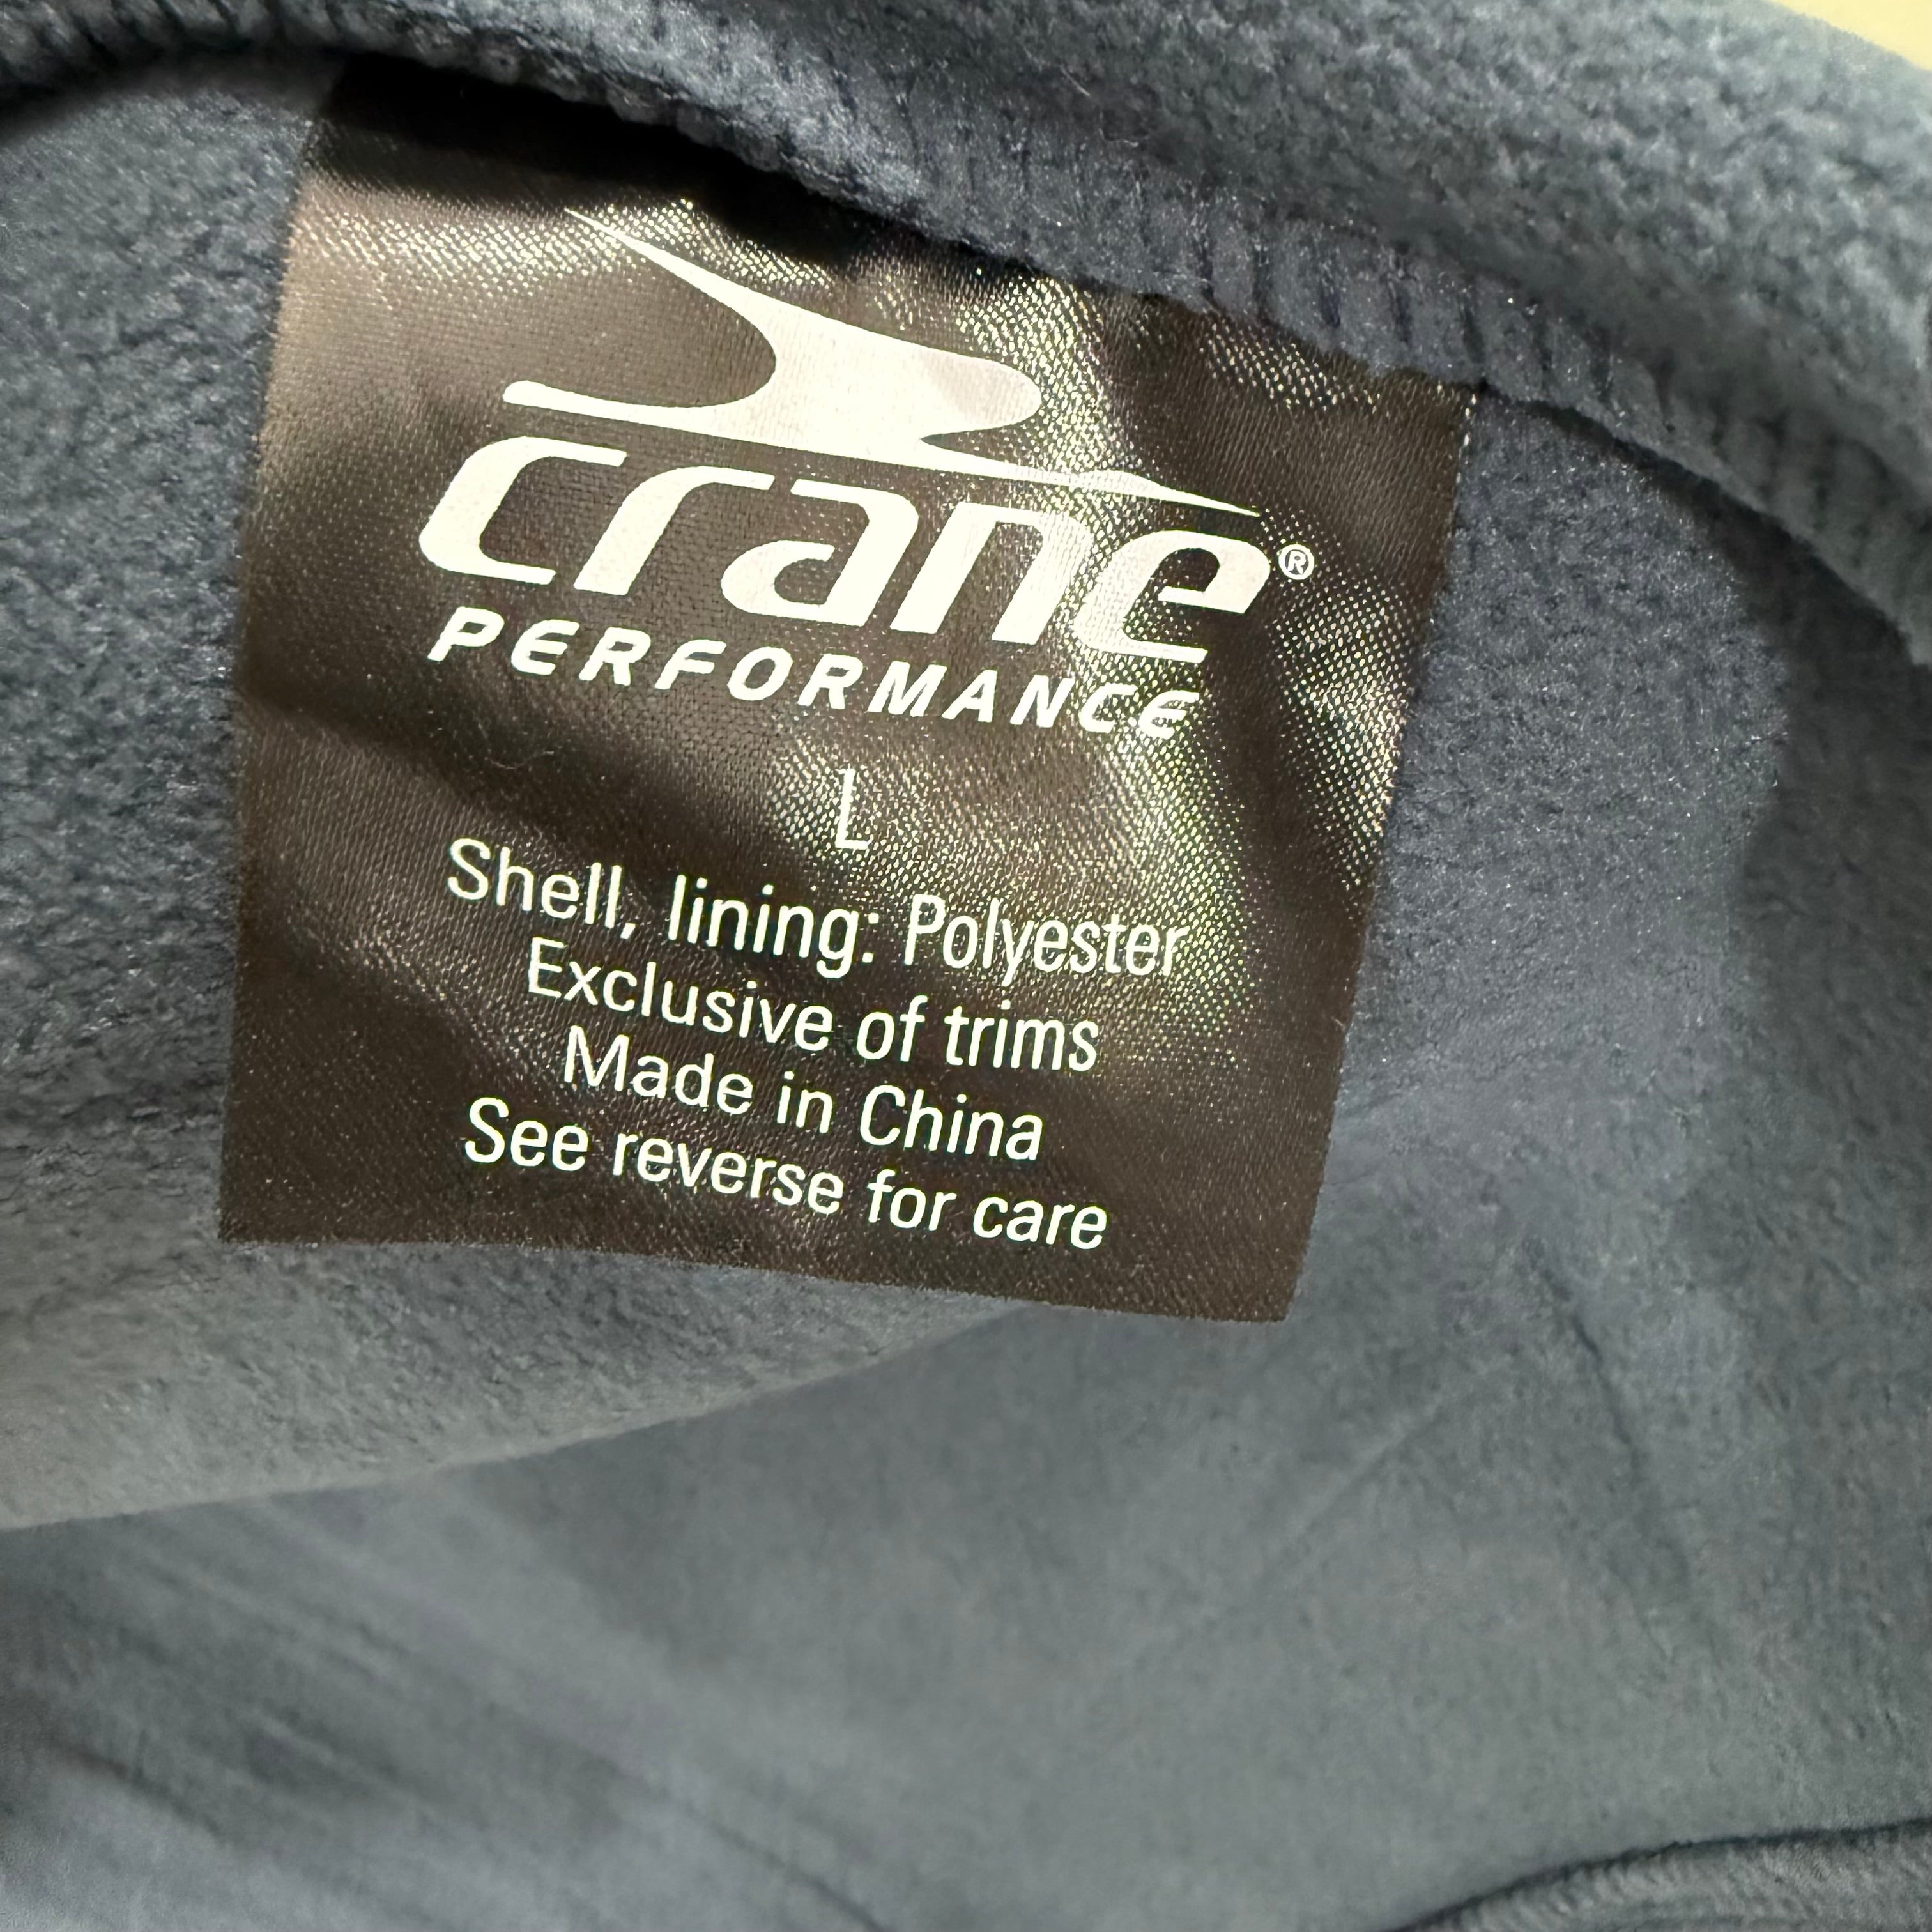 crane®
PERFORMANCE
L
Shell, lining: Polyester
Exclusive of trims
Made in China
See reverse for care